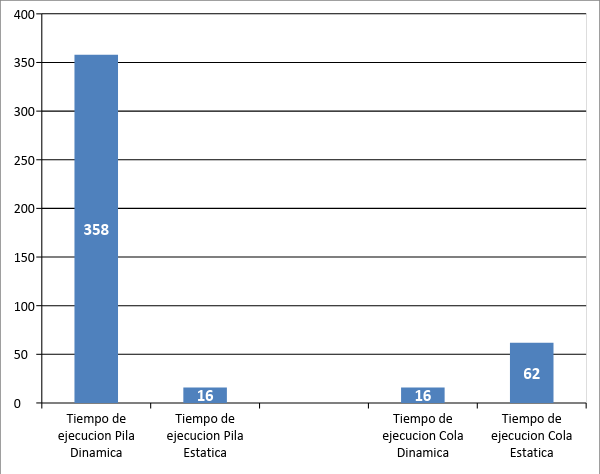 400
350
300
250
200
150
100
50
0
358
16
16
62
Tiempo de
ejecucion Pila
Dinamica
Tiempo de
ejecución Pila
Estatica
Tiempo de
ejecucion Cola
Dinamica
Tiempo de
ejecucion Cola
Estatica